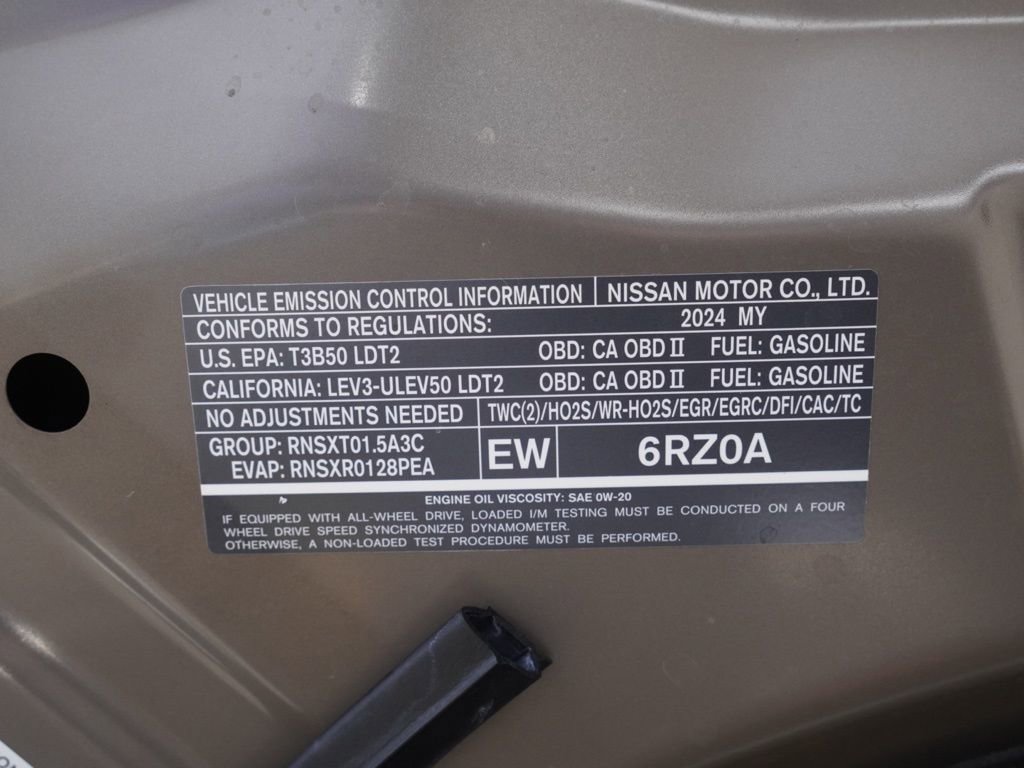 VEHICLE EMISSION CONTROL INFORMATION NISSAN MOTOR CO., LTD.
CONFORMS TO REGULATIONS: 2024 MY
U.S. EPA: T3B50 LDT2 OBD: CA OBD II FUEL: GASOLINE
CALIFORNIA: LEV3-ULEV50 LDT2 OBD: CA OBD II FUEL: GASOLINE
NO ADJUSTMENTS NEEDED TWC(2)/HO2S/WR-HO2S/EGR/EGRC/DFI/CAC/TC
GROUP: RNSXT01.5A3C
EVAP: RNSXR0128PEA
EW 6RZ0A
ENGINE OIL VISCOSITY: SAE 0W-20
IF EQUIPPED WITH ALL-WHEEL DRIVE, LOADED I/M TESTING MUST BE CONDUCTED ON A FOUR
WHEEL DRIVE SPEED SYNCHRONIZED DYNAMOMETER.
OTHERWISE, A NON-LOADED TEST PROCEDURE MUST BE PERFORMED.